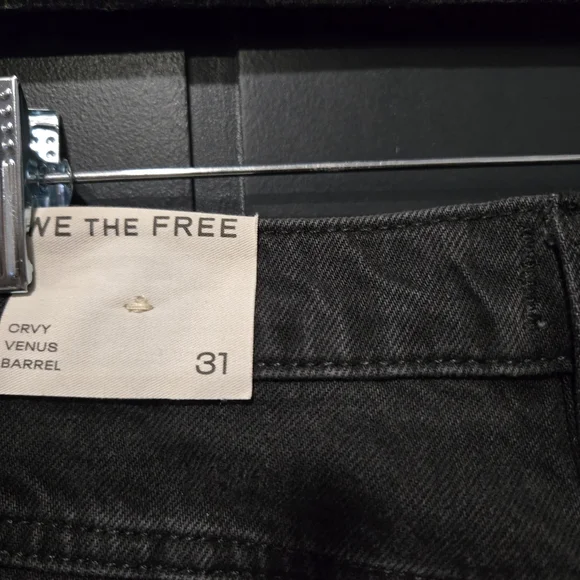 WE THE FREE
CRVY
VENUS
BARREL
31